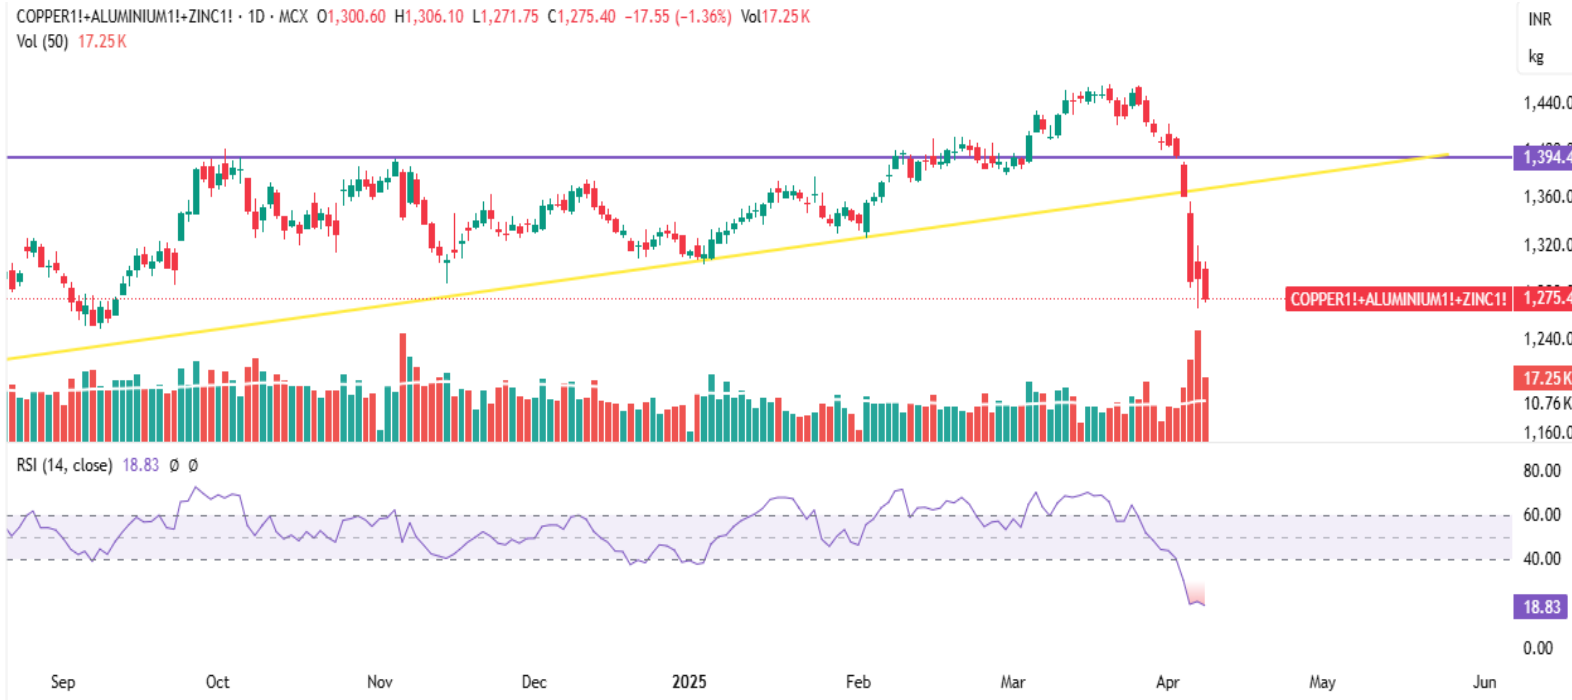 COPPER1!+ALUMINIUM1!+ZINC1! · 1D · MCX O1,300.60 H1,306.10 L1,271.75 C1,275.40 −17.55 (−1.36%) Vol17.25 K
Vol (50) 17.25 K
INR
kg
1,440.0
1,394.4
1,360.0
1,320.0
COPPER1!+ALUMINIUM1!+ZINC1! 1,275.4
1,240.0
17.25 K
10.76 K
1,160.0
RSI (14, close) 18.83 Ø Ø
80.00
60.00
40.00
18.83
0.00
Sep Oct Nov Dec 2025 Feb Mar Apr May Jun